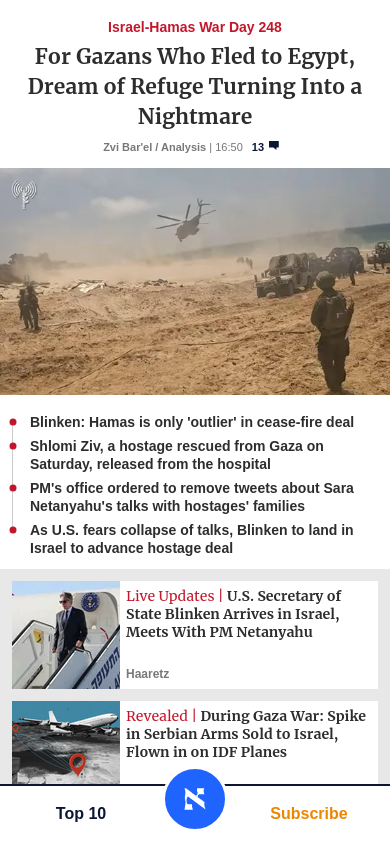 Israel-Hamas War Day 248
For Gazans Who Fled to Egypt,
Dream of Refuge Turning Into a
Nightmare
Zvi Bar'el / Analysis | 16:50 13
Blinken: Hamas is only 'outlier' in cease-fire deal
Shlomi Ziv, a hostage rescued from Gaza on
Saturday, released from the hospital
PM's office ordered to remove tweets about Sara
Netanyahu's talks with hostages' families
As U.S. fears collapse of talks, Blinken to land in
Israel to advance hostage deal
Live Updates | U.S. Secretary of
State Blinken Arrives in Israel,
Meets With PM Netanyahu
Haaretz
Revealed | During Gaza War: Spike
in Serbian Arms Sold to Israel,
Flown in on IDF Planes
Top 10
א
Subscribe